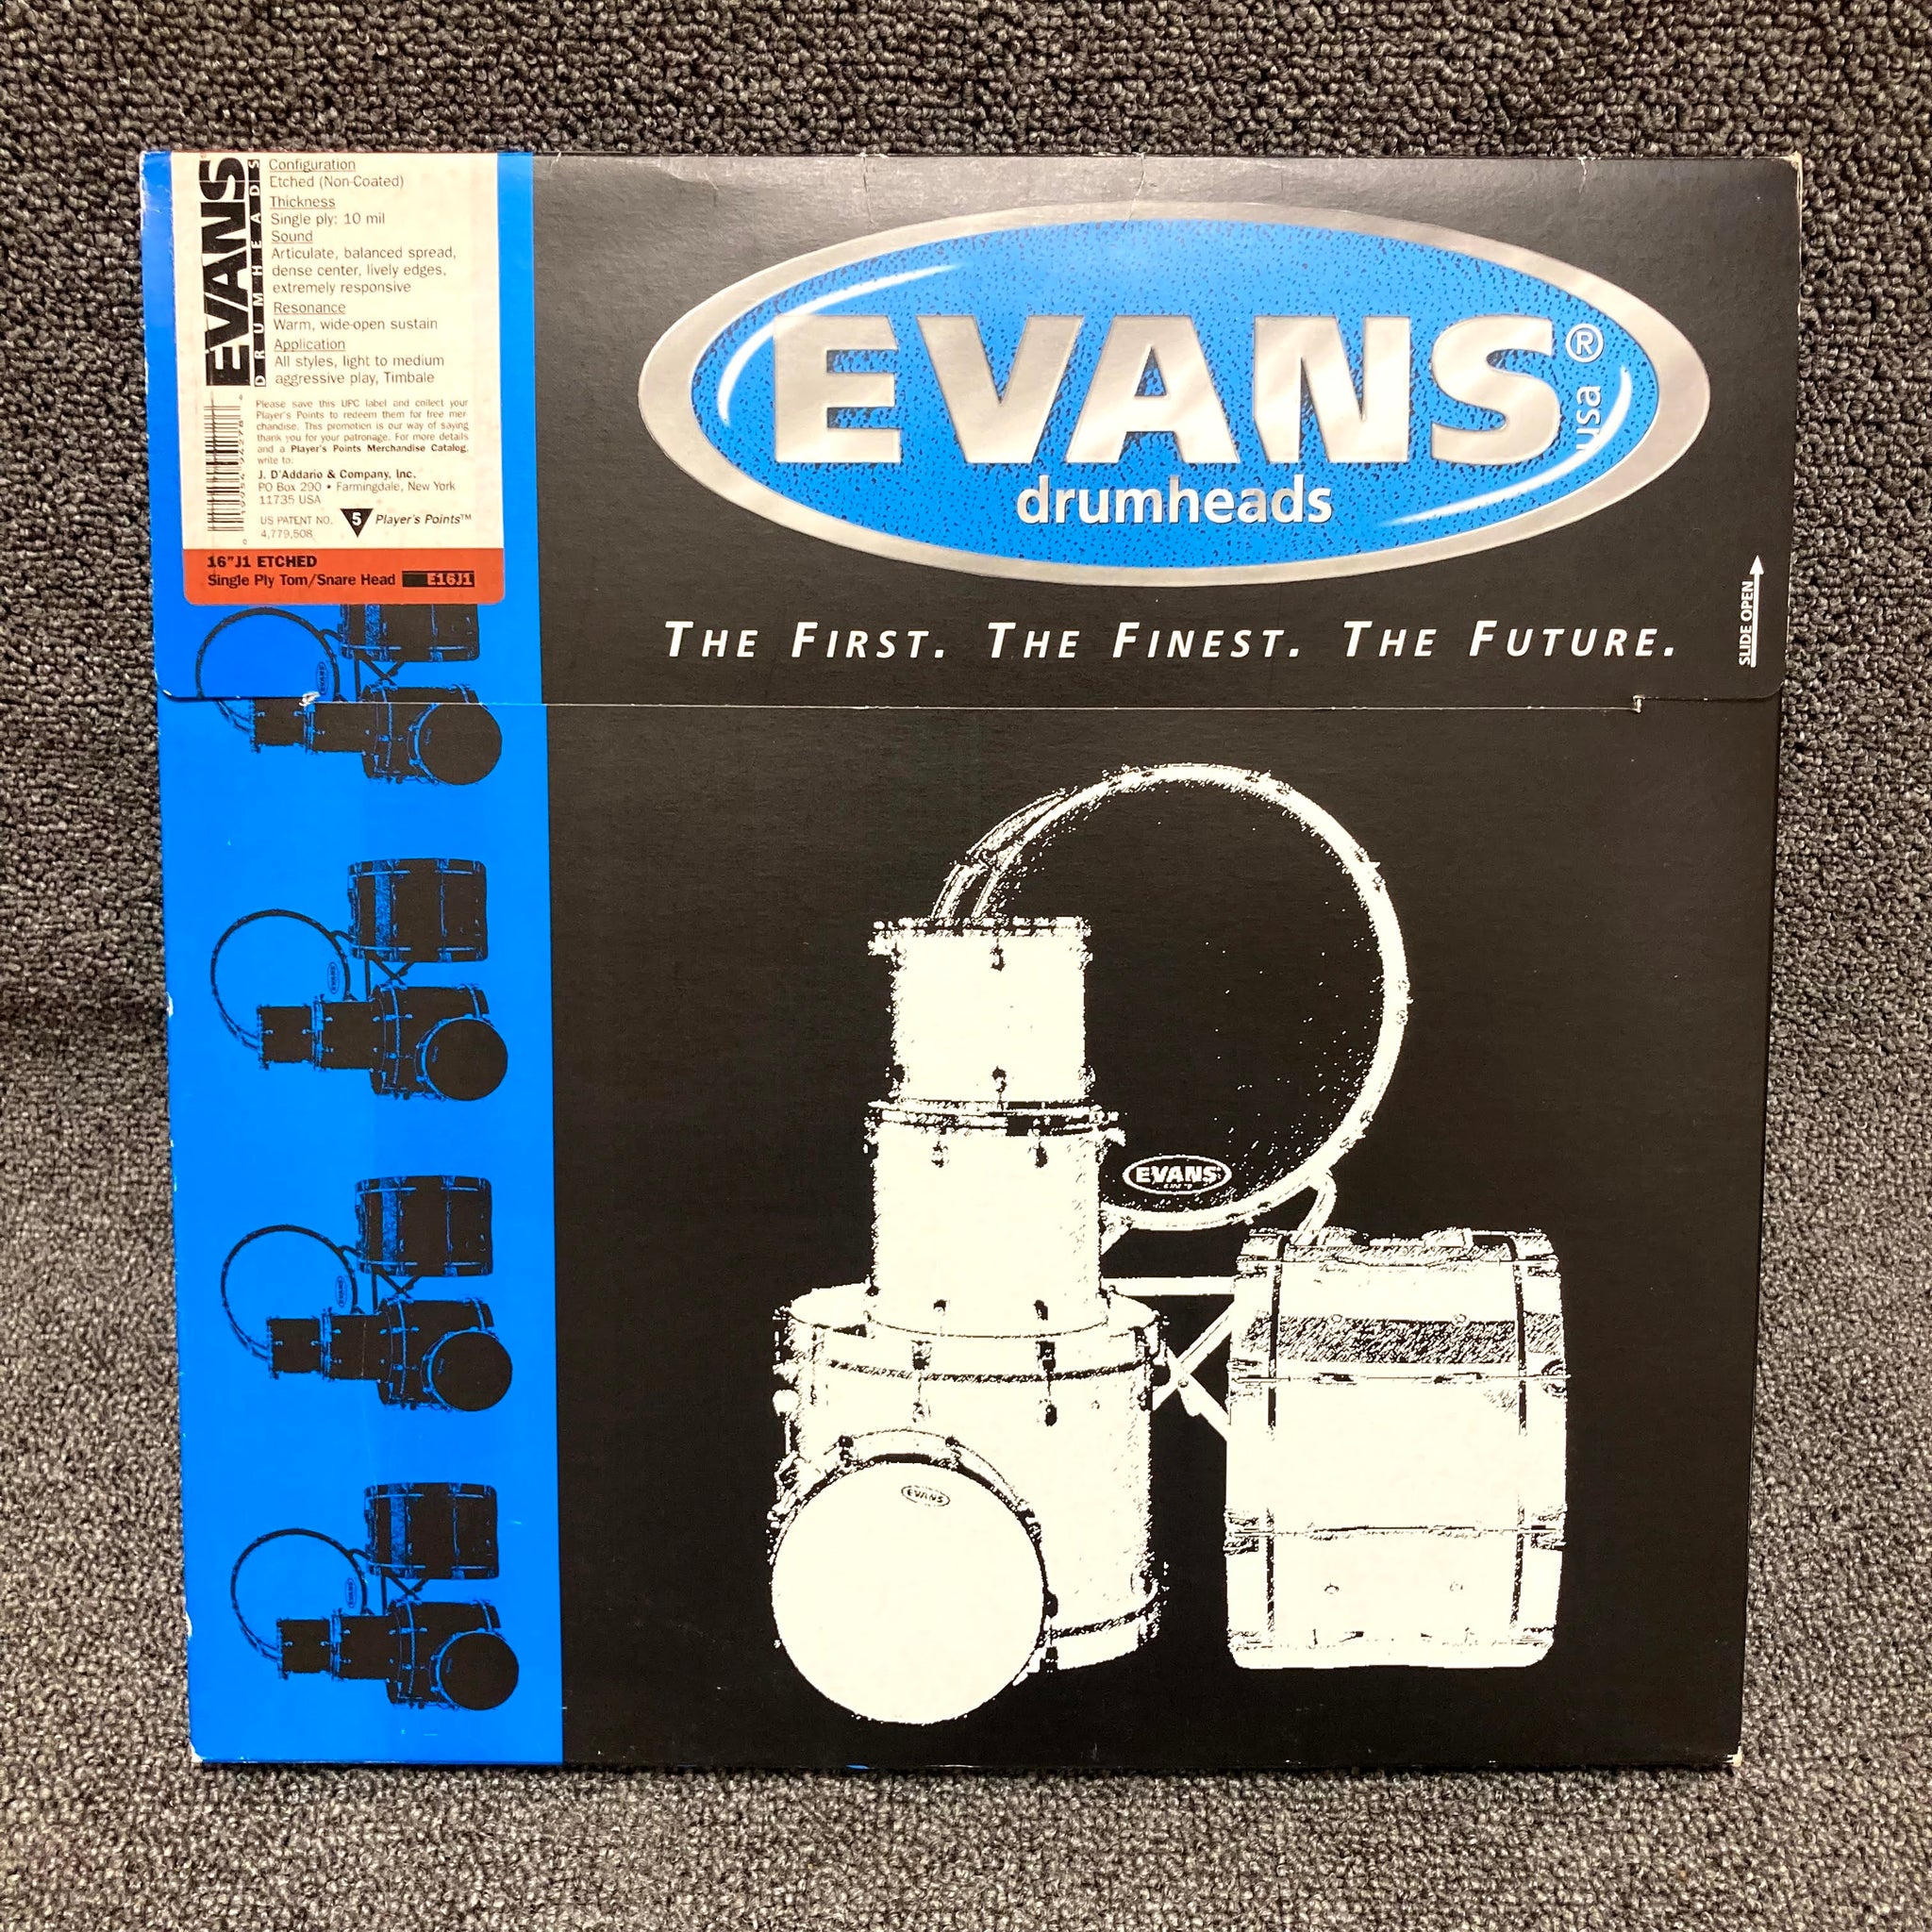 EVANS
DRUMHEADS
Configuration
Etched (Non-Coated)
Thickness
Single ply: 10 mil
Sound
Articulate, balanced spread,
dense center, lively edges,
extremely responsive
Resonance
Warm, wide-open sustain
Application
All styles, light to medium
aggressive play, Timbale
Please save this UPC label and collect your
Player's Points to redeem them for free mer
chandise. This promotion is our way of saying
thank you for your patronage. For more details
and a Player's Points Merchandise Catalog,
write to:
J. D'Addario & Company, Inc.
PO Box 290 • Farmingdale, New York
11735 USA
US PATENT NO.
4,779,508
5 Player's Points™
16"J1 ETCHED
Single Ply Tom/Snare Head E16J1
EVANS®
usa
drumheads
THE FIRST. THE FINEST. THE FUTURE.
SLIDE OPEN
EVANS
EVANS
EVANS
EVANS
EVANS
EVANS